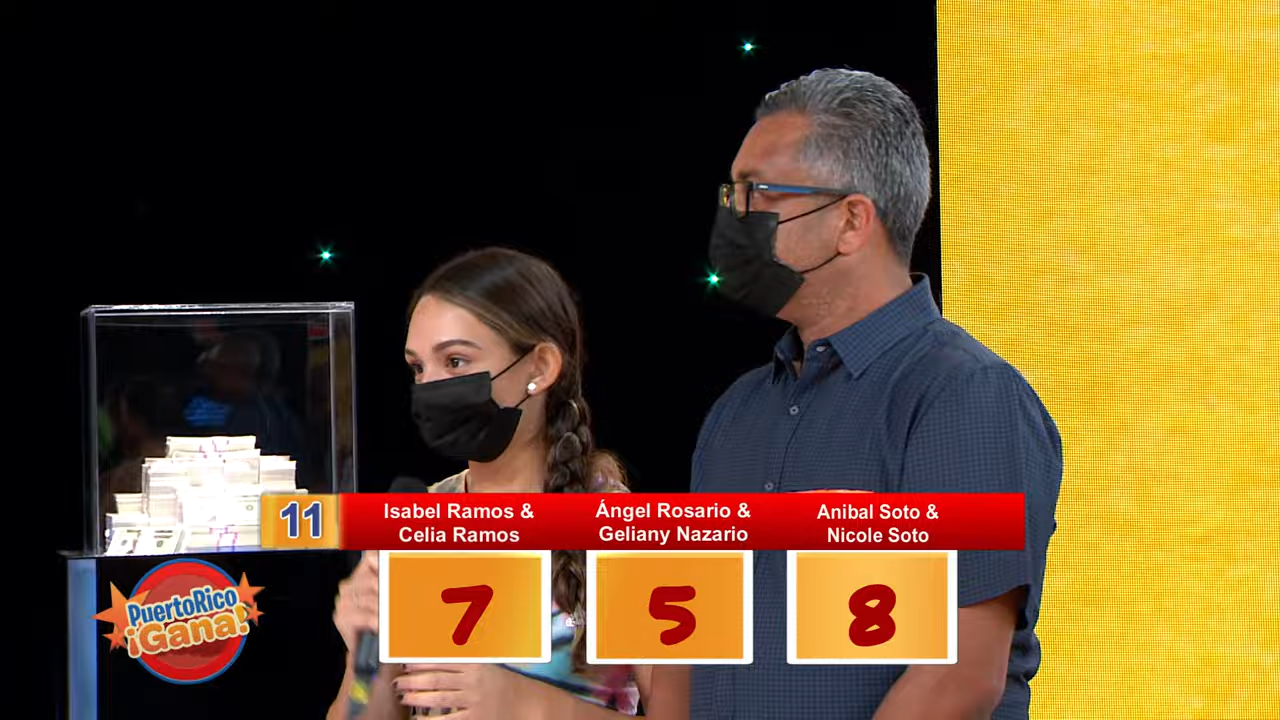 11
Isabel Ramos &
Celia Ramos
Ángel Rosario &
Geliany Nazario
Anibal Soto &
Nicole Soto
7
5
8
PuertoRico
¡Gana!